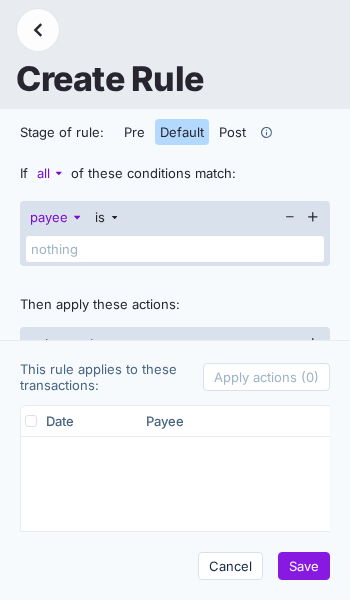 Create Rule
Stage of rule: Pre Default Post
If all of these conditions match:
payee is
nothing
Then apply these actions:
This rule applies to these
transactions:
Apply actions (0)
Date Payee
Cancel Save